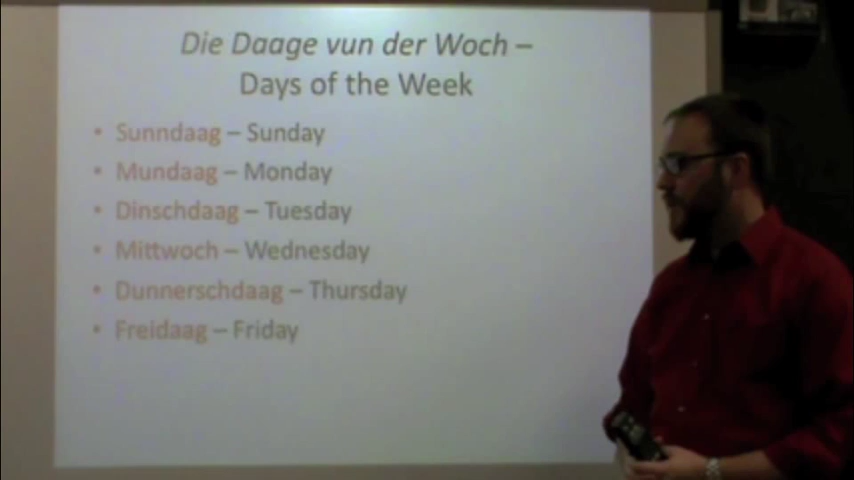 Die Daage vun der Woch –
Days of the Week
• Sunndaag – Sunday
• Mundaag – Monday
• Dinschdaag – Tuesday
• Mittwoch – Wednesday
• Dunnerschdaag – Thursday
• Freidaag – Friday